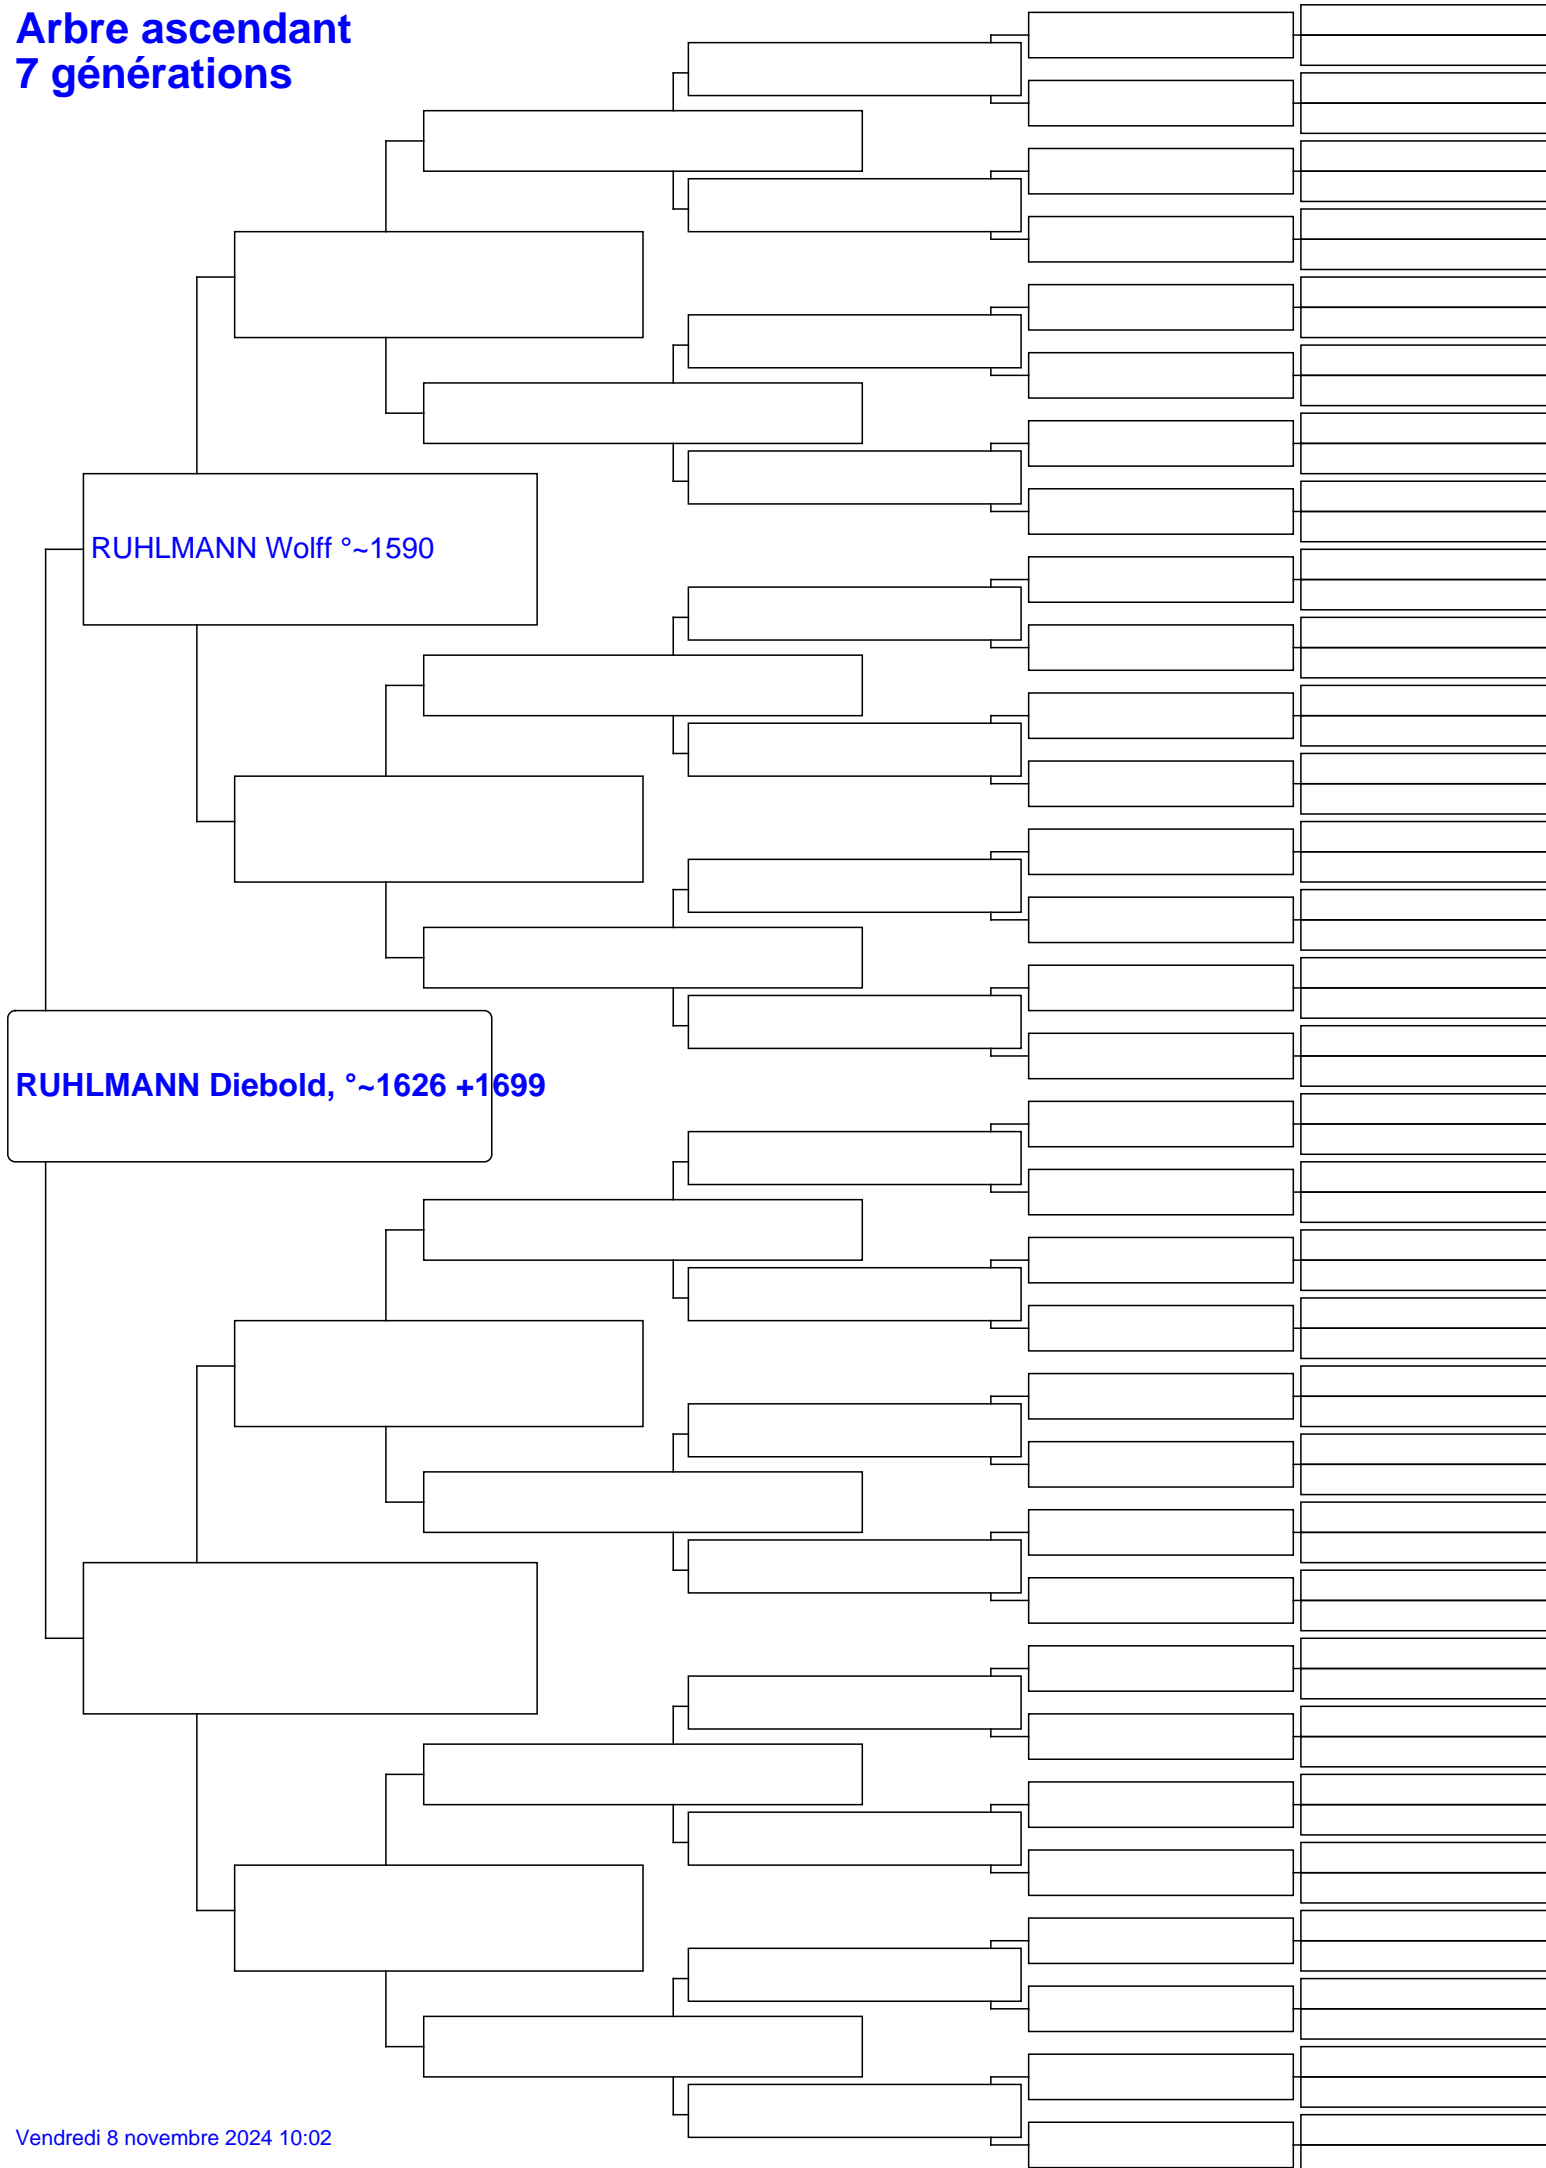 Arbre ascendant
7 générations
RUHLMANN Wolff °~1590
RUHLMANN Diebold, °~1626 +1699
Vendredi 8 novembre 2024 10:02